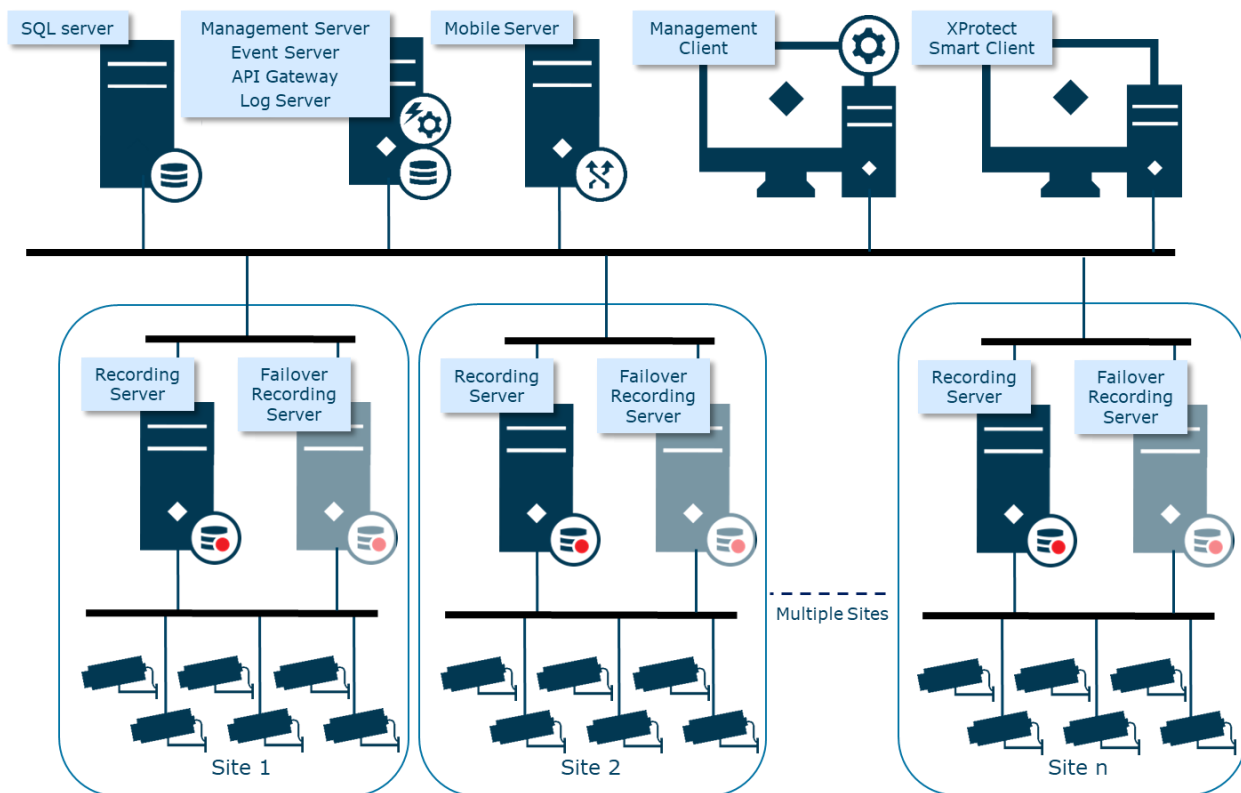 SQL server
Management Server
Event Server
API Gateway
Log Server
Mobile Server
Management
Client
XProtect
Smart Client
Recording
Server
Failover
Recording
Server
Recording
Server
Failover
Recording
Server
Recording
Server
Failover
Recording
Server
Multiple Sites
Site 1
Site 2
Site n